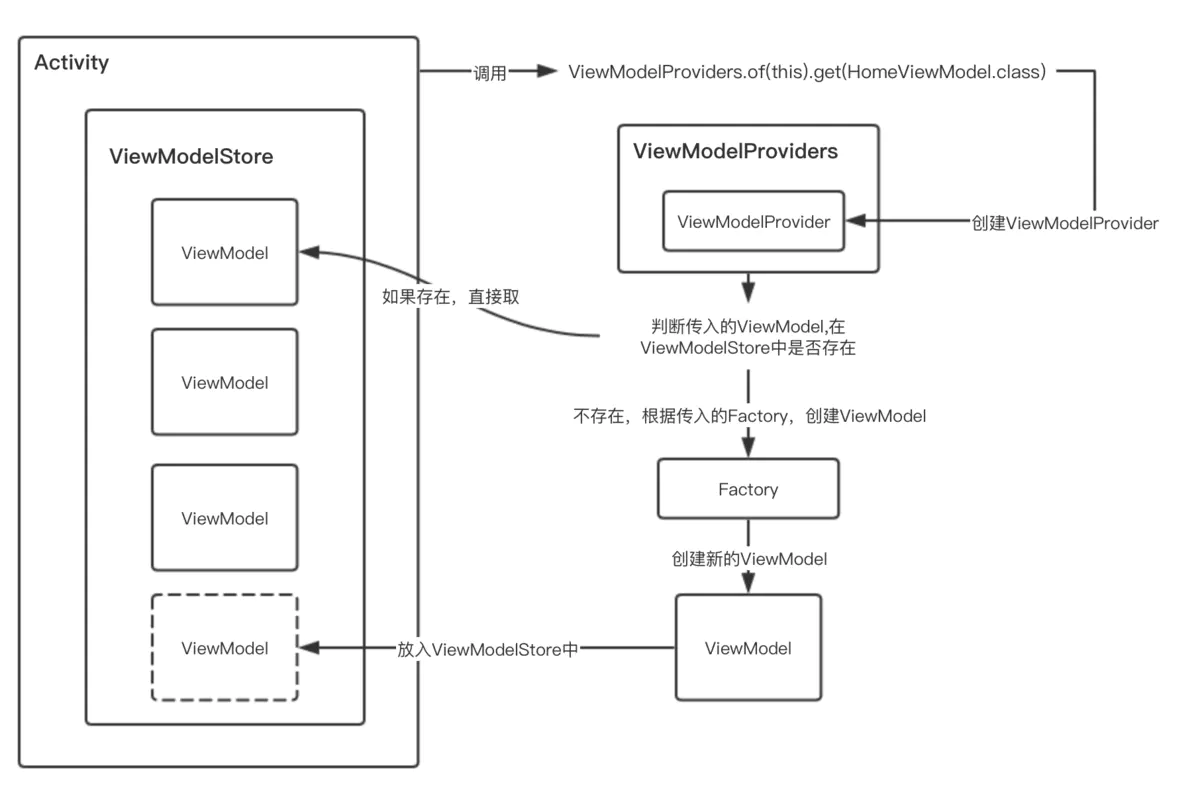 Activity
调用
ViewModelProviders.of(this).get(HomeViewModel.class)
ViewModelStore
ViewModelProviders
ViewModelProvider
创建ViewModelProvider
ViewModel
如果存在，直接取
判断传入的ViewModel,在
ViewModelStore中是否存在
ViewModel
不存在，根据传入的Factory，创建ViewModel
Factory
ViewModel
创建新的ViewModel
ViewModel
放入ViewModelStore中
ViewModel